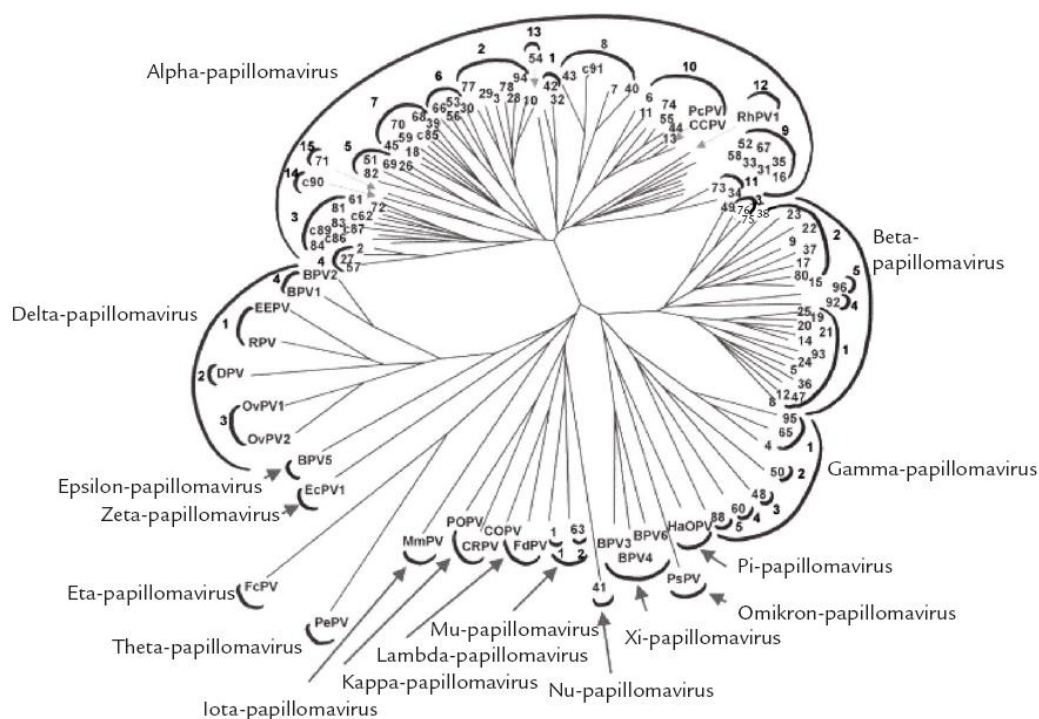 13
2
54
1
8
Alpha-papillomavirus
94
42
43
c91
10
6
77
78
29
3
28
10
32
7
40
12
7
66
53
30
56
6
11
74
55
44
13
PcPV
CCPV
RhPV1
9
70
68
39
c85
59
45
18
69
26
52
67
58
33
31
35
16
15
71
5
51
82
14
c90
11
73
34
3
61
72
81
83
c62
c89
c87
c86
84
49
76
75
38
3
23
22
2
9
37
17
80
15
Beta-
papillomavirus
4
2
27
57
5
96
92
4
4
BPV2
BPV1
Delta-papillomavirus
1
EEPV
RPV
25
19
20
21
14
93
1
24
5
36
12
47
8
2
DPV
3
OvPV1
OvPV2
95
65
4
1
BPV5
Epsilon-papillomavirus
50
2
Gamma-papillomavirus
EcPV1
Zeta-papillomavirus
48
3
60
4
88
5
MmPV
POPV
CRPV
COPV
FdPV
1
63
1
2
BPV3
BPV6
BPV4
HaOPV
Pi-papillomavirus
FcPV
Eta-papillomavirus
41
PsPV
Omikron-papillomavirus
PePV
Theta-papillomavirus
Mu-papillomavirus
Xi-papillomavirus
Lambda-papillomavirus
Kappa-papillomavirus
Nu-papillomavirus
Iota-papillomavirus